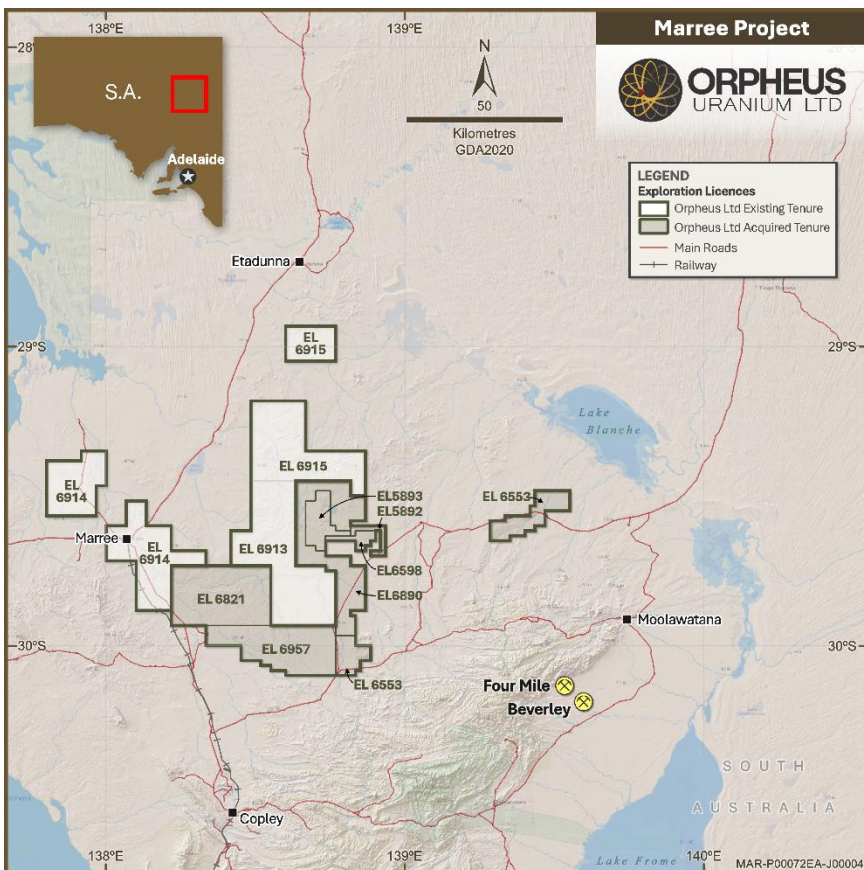 138°E
139°E
Marree Project
28°S
N
ORPHEUS
URANIUM LTD
S.A.
50
Kilometres
GDA2020
Adelaide
LEGEND
Exploration Licences
Orpheus Ltd Existing Tenure
Orpheus Ltd Acquired Tenure
Main Roads
Railway
Etadunna
29°S
29°S
EL
6915
Lake
Blanche
EL 6915
EL
6914
EL5893
EL 6553
EL5892
Marree
EL 6913
EL
6914
EL6598
EL6890
EL 6821
Moolawatana
30°S
30°S
EL 6957
EL 6553
Four Mile
Beverley
SOUTH
AUSTRALIA
Copley
138°E
139°E
Lake Frome
140°E
MAR-P00072EA-J00004